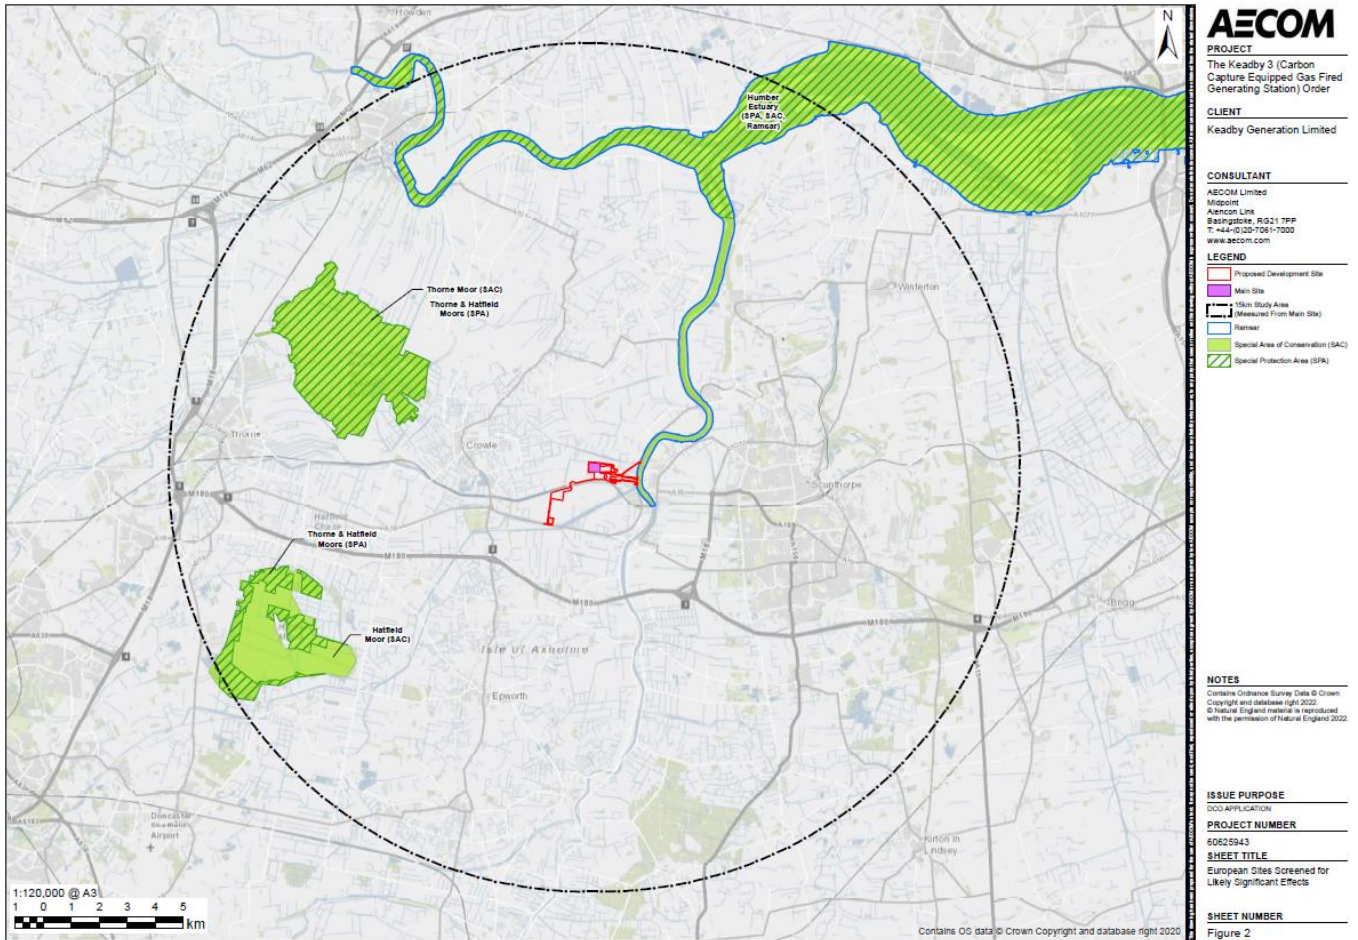 Howden
N
Humber
Estuary
(SPA, SAC,
Ramsar)
M62
M18
A1077
Winterton
Thorne Moor (SAC)
Thorne & Hatfield
Moors (SPA)
Thorne
Crowle
Scunthorpe
M180
Hatfield
Chase
Thorne & Hatfield
Moors (SPA)
M180
M180
M180
Brigg
Hatfield
Moor (SAC)
Isle of Axholme
Epworth
Doncaster
Sheffield
Airport
Kirton in
Lindsey
1:120,000 @ A3
1 0 1 2 3 4 5
km
Contains OS data © Crown Copyright and database right 2020
AECOM
PROJECT
The Keadby 3 (Carbon
Capture Equipped Gas Fired
Generating Station) Order
CLIENT
Keadby Generation Limited
CONSULTANT
AECOM Limited
Midpoint
Alencon Link
Basingstoke, RG21 7PP
T: +44-(0)20-7061-7000
www.aecom.com
LEGEND
Proposed Development Site
Main Site
15km Study Area
(Measured From Main Site)
Ramsar
Special Area of Conservation (SAC)
Special Protection Area (SPA)
NOTES
Contains Ordnance Survey Data © Crown
Copyright and database right 2022.
© Natural England material is reproduced
with the permission of Natural England 2022.
ISSUE PURPOSE
DCO APPLICATION
PROJECT NUMBER
60625943
SHEET TITLE
European Sites Screened for
Likely Significant Effects
SHEET NUMBER
Figure 2